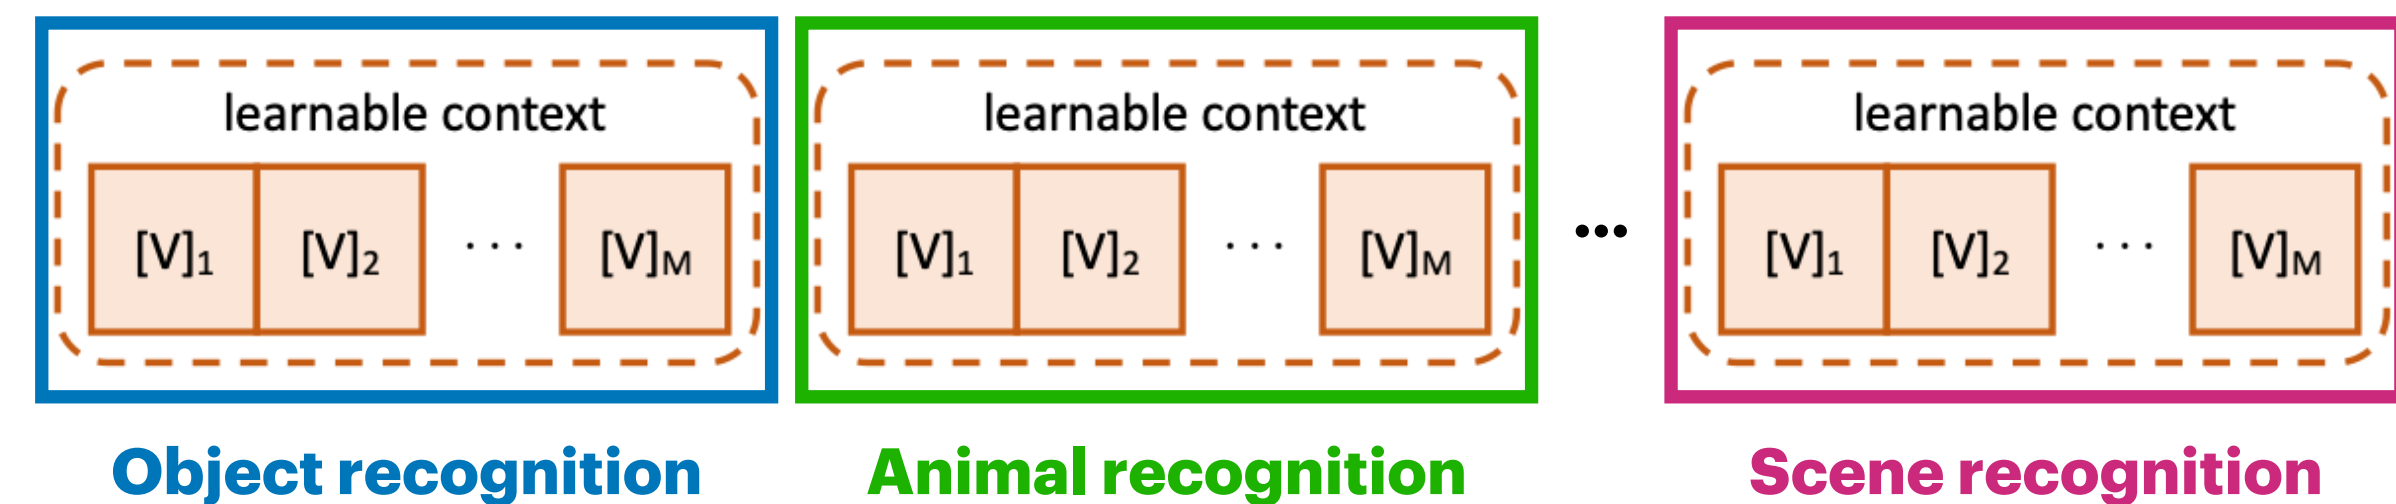 learnable context
[V]₁ [V]₂ ··· [V]M
Object recognition
learnable context
[V]₁ [V]₂ ··· [V]M
Animal recognition
•••
learnable context
[V]₁ [V]₂ ··· [V]M
Scene recognition